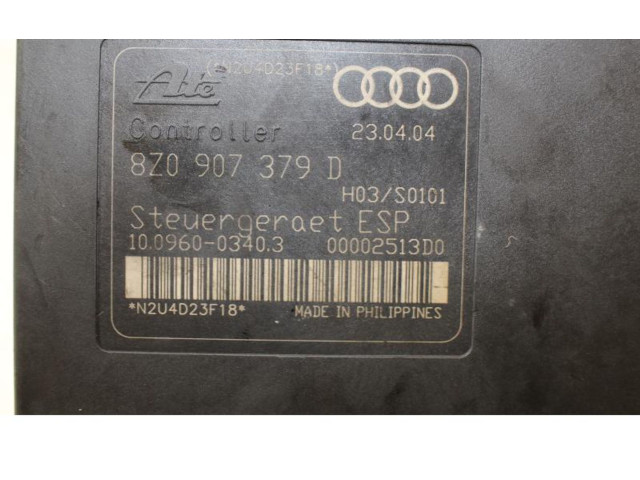 (*N2U4D23F18*)
Ate
Controller 23.04.04
8Z0 907 379 D
H03/S0101
Steuergeraet ESP
10.0960-0340.3 00002513D0
*N2U4D23F18* MADE IN PHILIPPINES